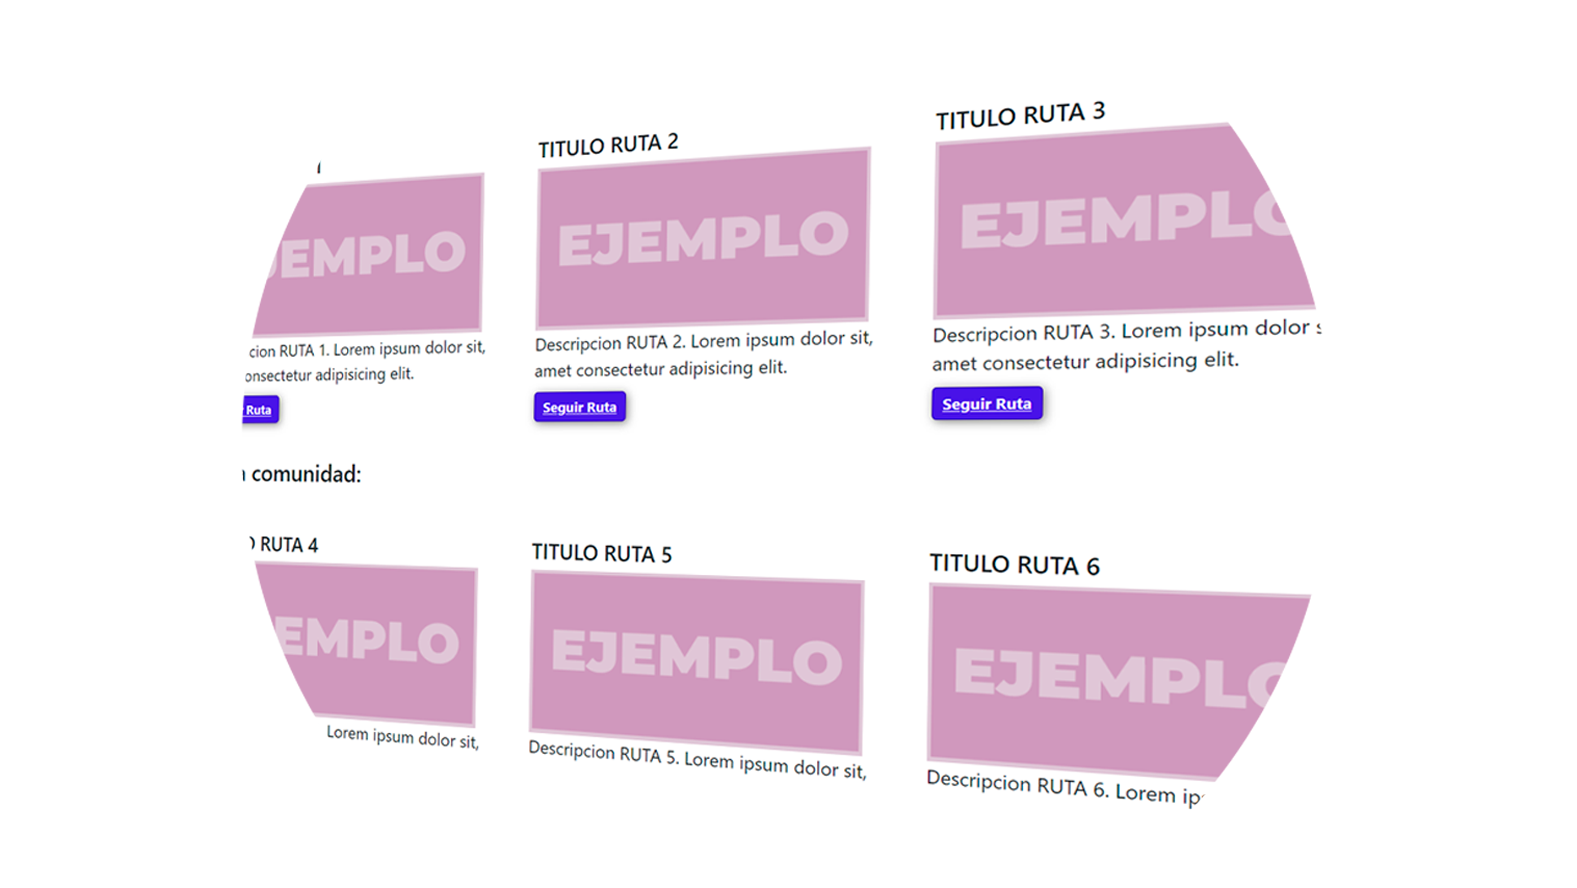 TITULO RUTA 2
TITULO RUTA 3
EMPLO
EJEMPLO
EJEMPL
cion RUTA 1. Lorem ipsum dolor sit,
onsectetur adipisicing elit.
Ruta
Descripcion RUTA 2. Lorem ipsum dolor sit,
amet consectetur adipisicing elit.
Seguir Ruta
Descripcion RUTA 3. Lorem ipsum dolor
amet consectetur adipisicing elit.
Seguir Ruta
comunidad:
RUTA 4
TITULO RUTA 5
TITULO RUTA 6
EMPLO
EJEMPLO
EJEMPL
Lorem ipsum dolor sit,
Descripcion RUTA 5. Lorem ipsum dolor sit,
Descripcion RUTA 6. Lorem ip